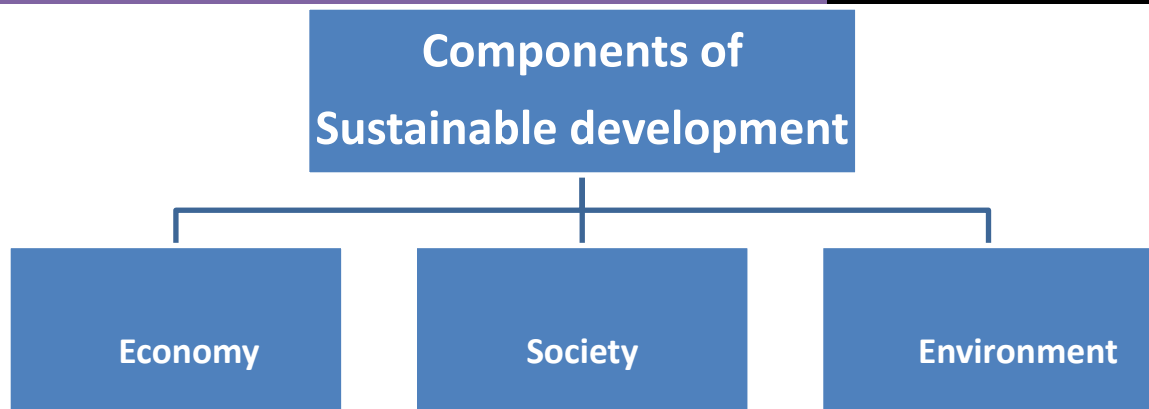 Components of
Sustainable development
Economy
Society
Environment